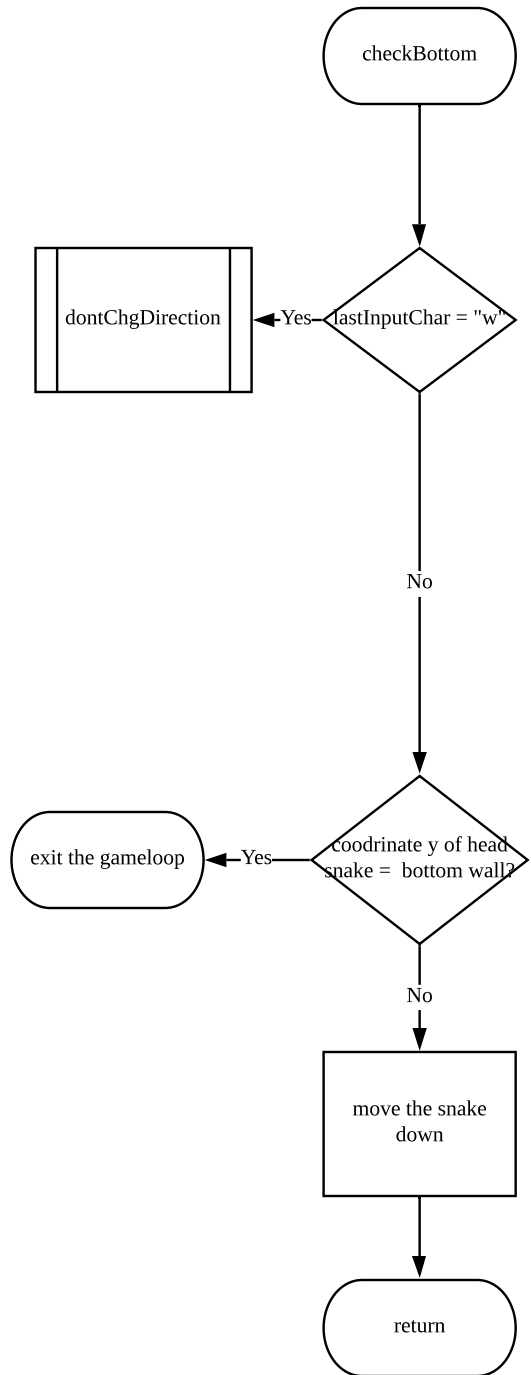 checkBottom
dontChgDirection
Yes
lastInputChar = "w"
No
exit the gameloop
Yes
coodrinate y of head
snake =  bottom wall?
No
move the snake
down
return